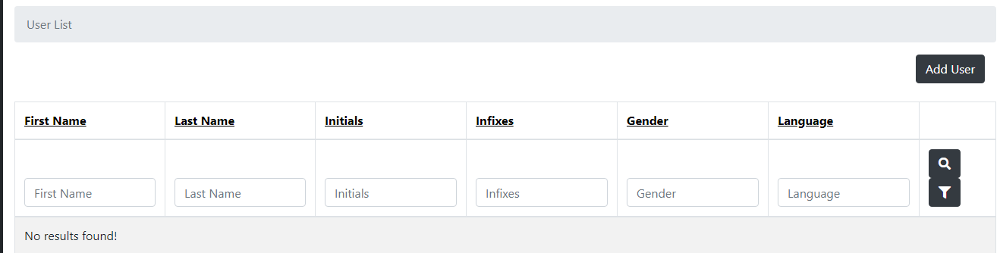 User List
Add User
First Name Last Name Initials Infixes Gender Language
First Name Last Name Initials Infixes Gender Language
No results found!